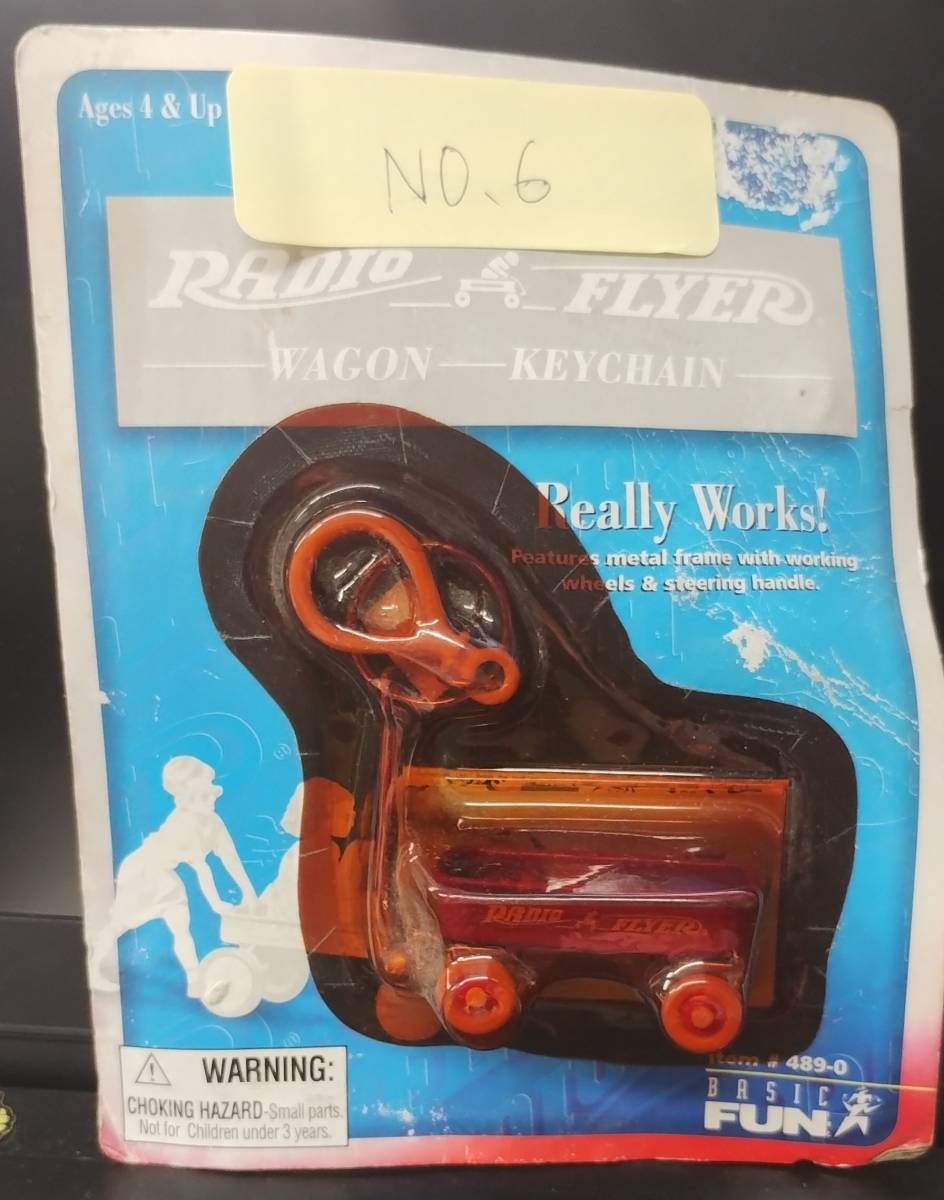 Ages 4 & Up
NO.6
RADIO FLYER
WAGON KEYCHAIN
Really Works!
Features metal frame with working
wheels & steering handle.
RADIO FLYER
WARNING:
CHOKING HAZARD-Small parts.
Not for Children under 3 years.
Item # 489-0
BASIC
FUN